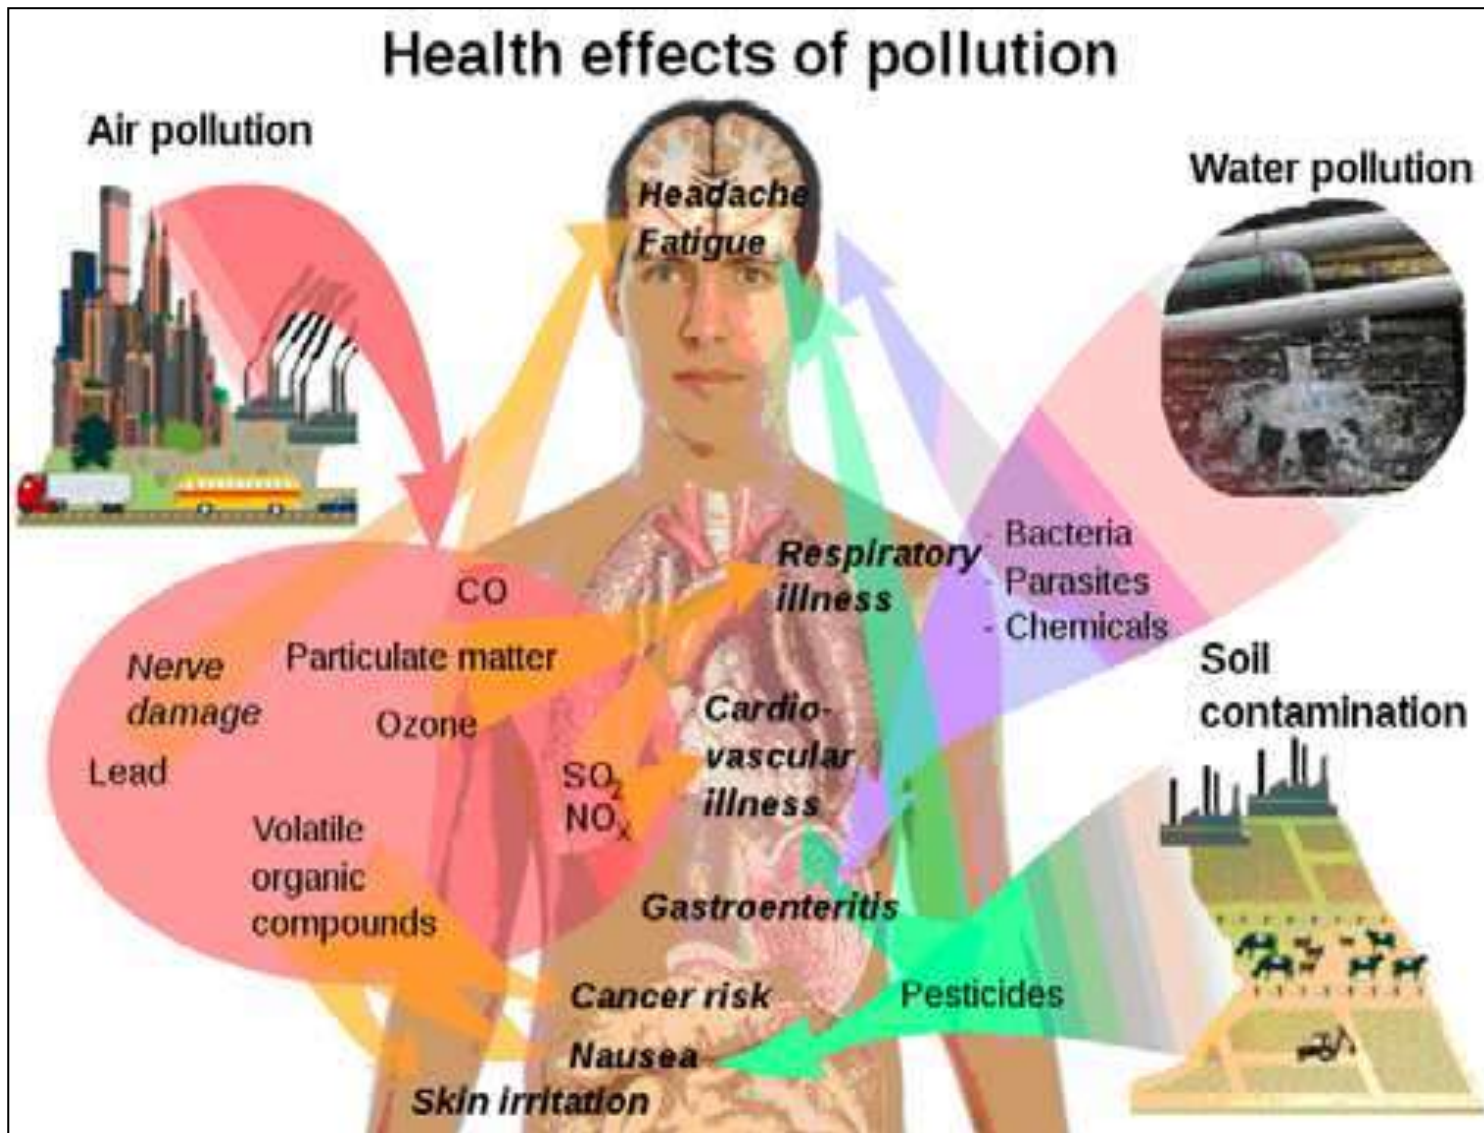 Health effects of pollution
Air pollution
Water pollution
Headache
Fatigue
Respiratory
illness
- Bacteria
- Parasites
- Chemicals
CO
Particulate matter
Nerve
damage
Ozone
Lead
SO₂
NOₓ
Volatile
organic
compounds
Cardio-
vascular
illness
Soil
contamination
Gastroenteritis
Pesticides
Cancer risk
Nausea
Skin irritation